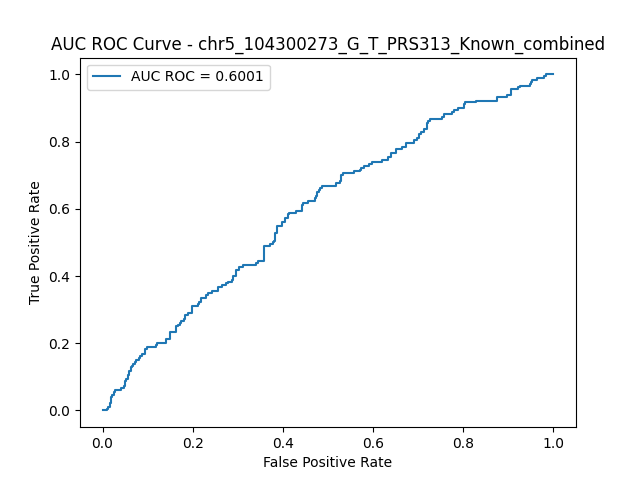 AUC ROC Curve - chr5_104300273_G_T_PRS313_Known_combined
AUC ROC = 0.6001
1.0
0.8
0.6
0.4
0.2
0.0
True Positive Rate
0.0 0.2 0.4 0.6 0.8 1.0
False Positive Rate